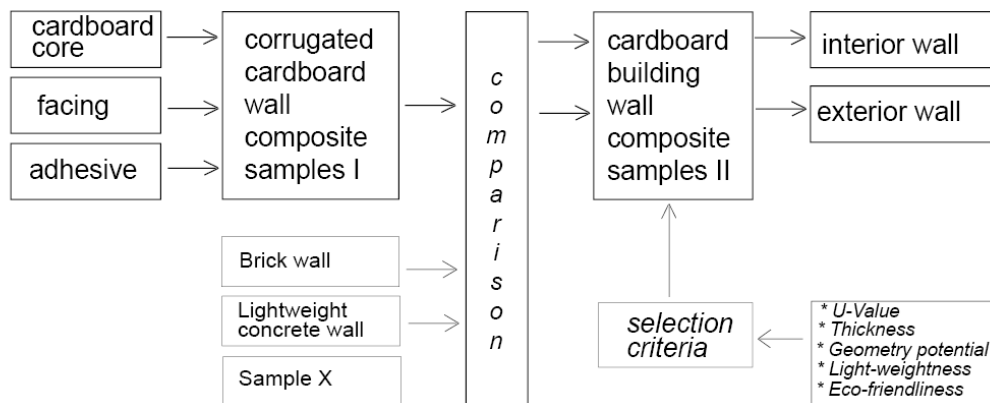 cardboard
core
facing
adhesive
corrugated
cardboard
wall
composite
samples I
Brick wall
Lightweight
concrete wall
Sample X
comparison
cardboard
building
wall
composite
samples II
selection
criteria
interior wall
exterior wall
* U-Value
* Thickness
* Geometry potential
* Light-weightness
* Eco-friendliness